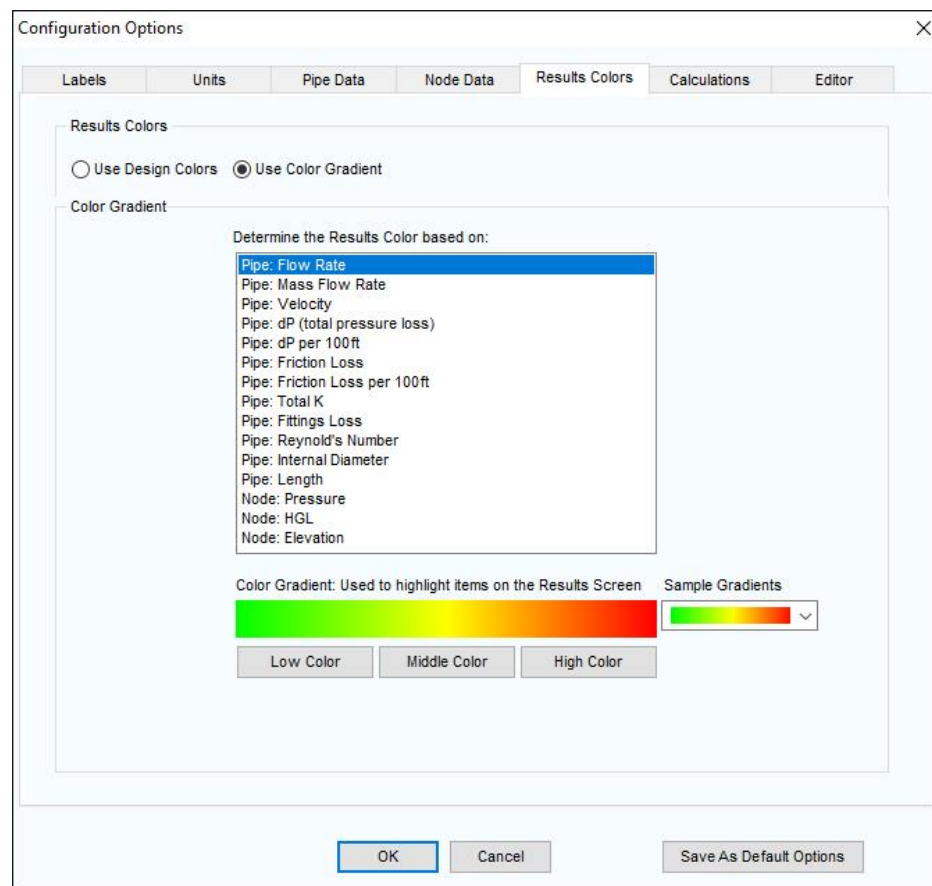 Configuration Options
Labels Units Pipe Data Node Data Results Colors Calculations Editor
Results Colors
Use Design Colors Use Color Gradient
Color Gradient
Determine the Results Color based on:
Pipe: Flow Rate
Pipe: Mass Flow Rate
Pipe: Velocity
Pipe: dP (total pressure loss)
Pipe: dP per 100ft
Pipe: Friction Loss
Pipe: Friction Loss per 100ft
Pipe: Total K
Pipe: Fittings Loss
Pipe: Reynold's Number
Pipe: Internal Diameter
Pipe: Length
Node: Pressure
Node: HGL
Node: Elevation
Color Gradient: Used to highlight items on the Results Screen Sample Gradients
Low Color Middle Color High Color
OK Cancel Save As Default Options